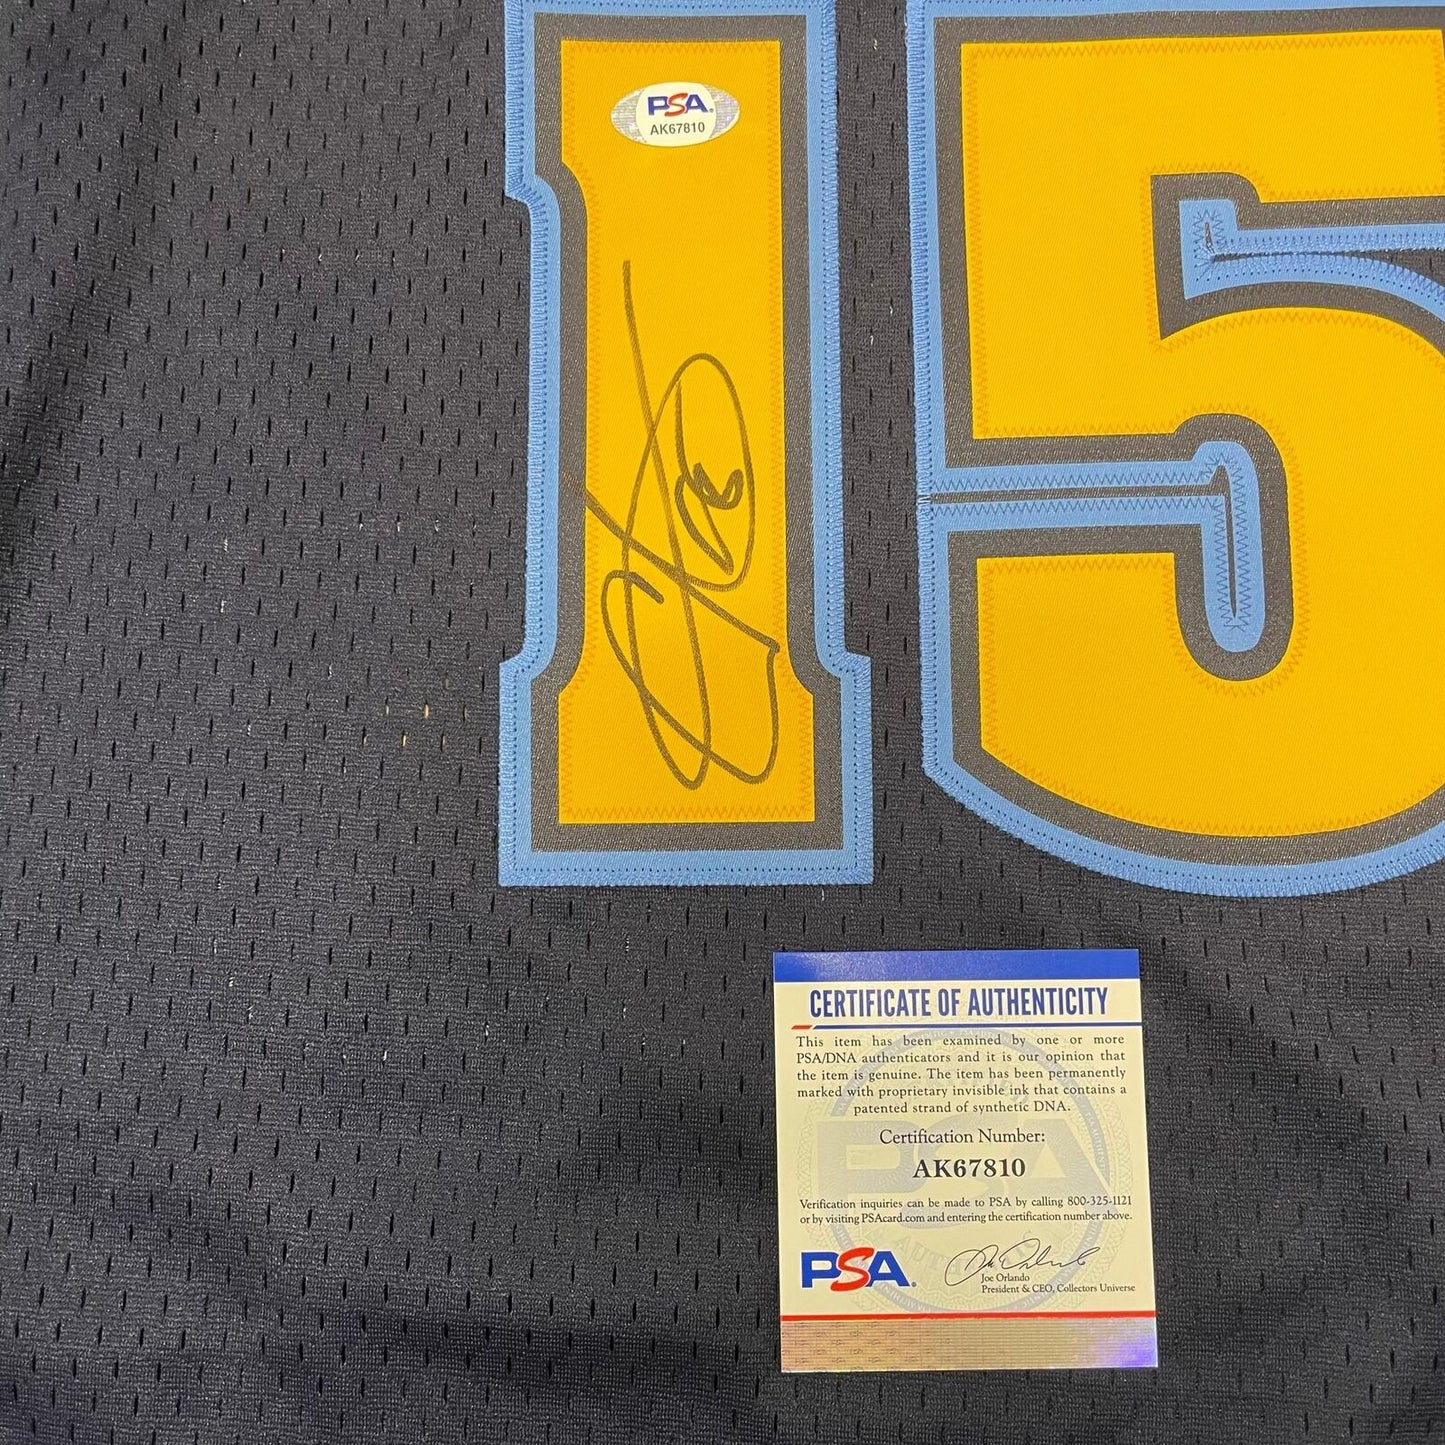 15
PSA
AK67810
CERTIFICATE OF AUTHENTICITY
This item has been examined by one or more
PSA/DNA authenticators and it is our opinion that
the item is genuine. The item has been permanently
marked with proprietary invisible ink that contains a
patented strand of synthetic DNA.
Certification Number:
AK67810
Verification inquiries can be made to PSA by calling 800-325-1121
or by visiting PSAcard.com and entering the certification number above.
PSA.
Joe Orlando
President & CEO, Collectors Universe